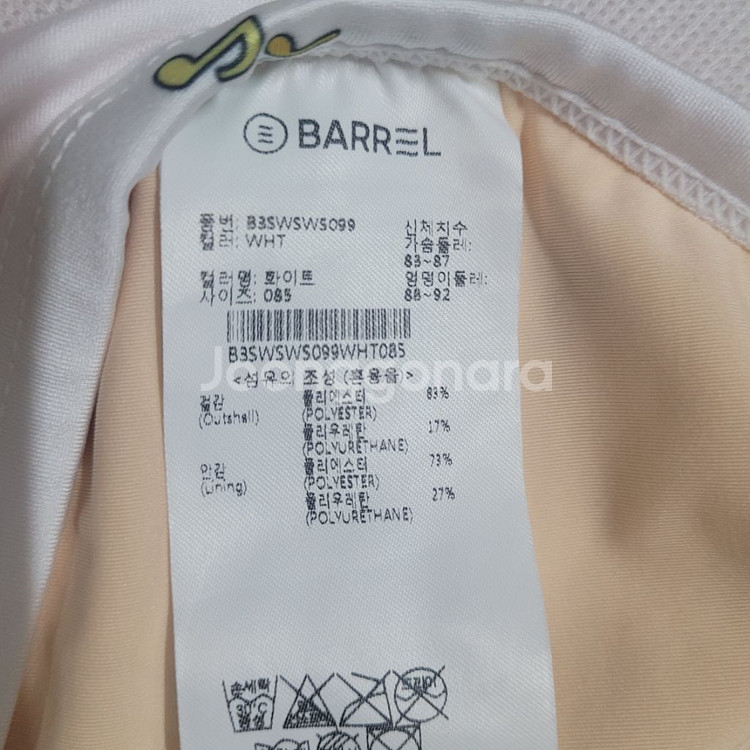 BARREL
품번: B3SWSWS099
컬러: WHT
컬러명: 화이트
사이즈: 085
신체치수
가슴둘레:
83~87
엉덩이둘레:
88~92
B3SWSWS099WHT085
<섬유의 조성 (혼용율)>
겉감 폴리에스터 83%
(Outshell) (POLYESTER)
폴리우레탄 17%
(POLYURETHANE)
안감 폴리에스터 73%
(Lining) (POLYESTER)
폴리우레탄 27%
(POLYURETHANE)
Joonggonara
손세탁
30°C
중성
드라이